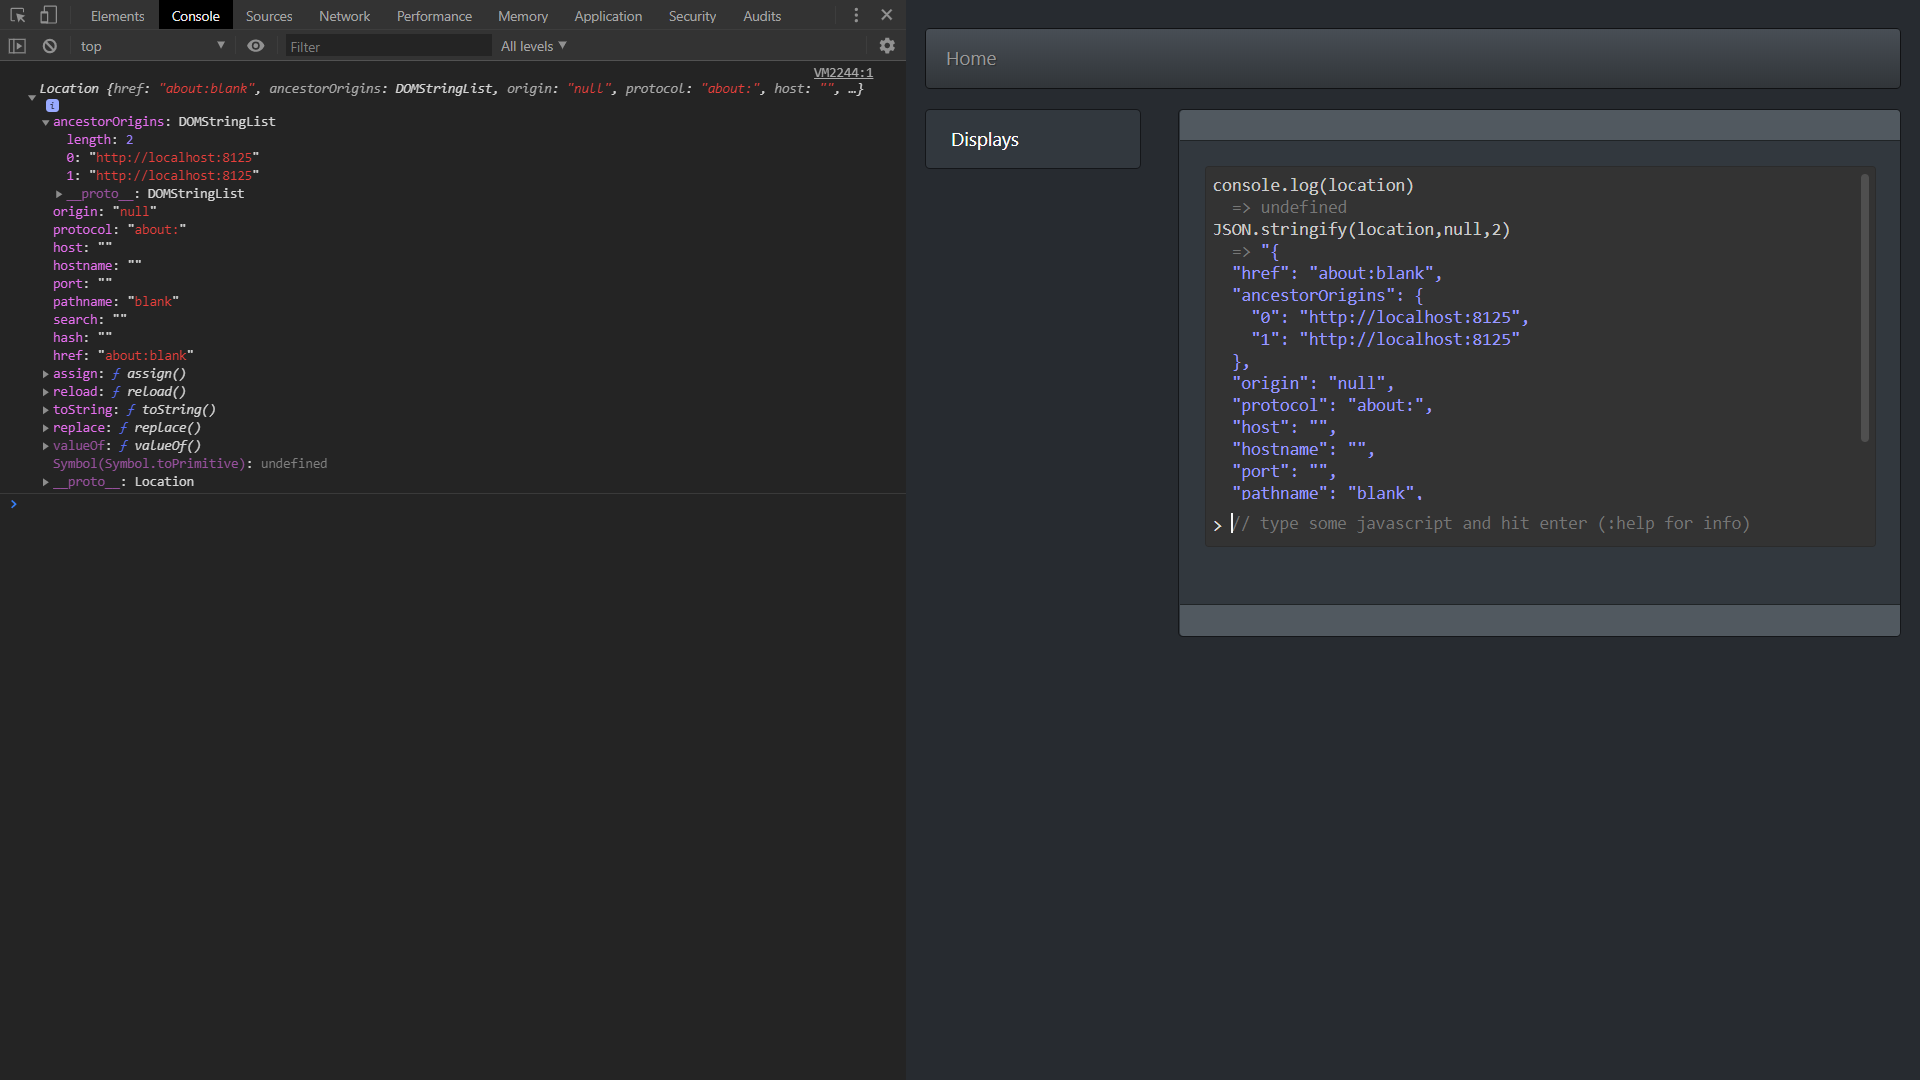 Elements Console Sources Network Performance Memory Application Security Audits
top Filter All levels
VM2244:1
Location {href: "about:blank", ancestorOrigins: DOMStringList, origin: "null", protocol: "about:", host: "", …}
i
ancestorOrigins: DOMStringList
length: 2
0: "http://localhost:8125"
1: "http://localhost:8125"
__proto__: DOMStringList
origin: "null"
protocol: "about:"
host: ""
hostname: ""
port: ""
pathname: "blank"
search: ""
hash: ""
href: "about:blank"
assign: ƒ assign()
reload: ƒ reload()
toString: ƒ toString()
replace: ƒ replace()
valueOf: ƒ valueOf()
Symbol(Symbol.toPrimitive): undefined
__proto__: Location
>
Home
Displays
console.log(location)
=> undefined
JSON.stringify(location,null,2)
=> "{
"href": "about:blank",
"ancestorOrigins": {
"0": "http://localhost:8125",
"1": "http://localhost:8125"
},
"origin": "null",
"protocol": "about:",
"host": "",
"hostname": "",
"port": "",
"pathname": "blank",
> // type some javascript and hit enter (:help for info)